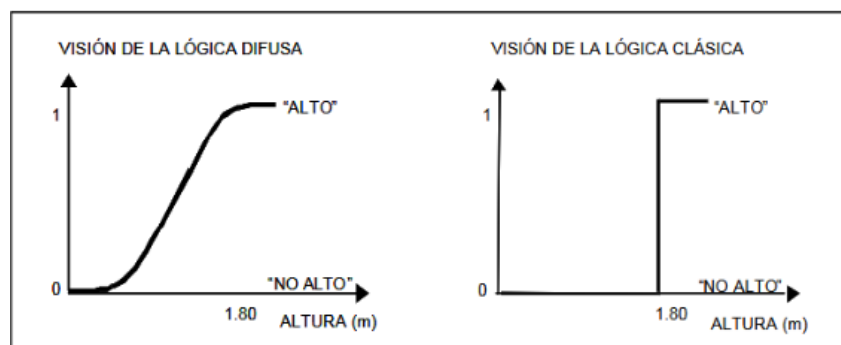 VISIÓN DE LA LÓGICA DIFUSA
1
"ALTO"
0
"NO ALTO"
1.80
ALTURA (m)
VISIÓN DE LA LÓGICA CLÁSICA
1
"ALTO"
0
"NO ALTO"
1.80
ALTURA (m)